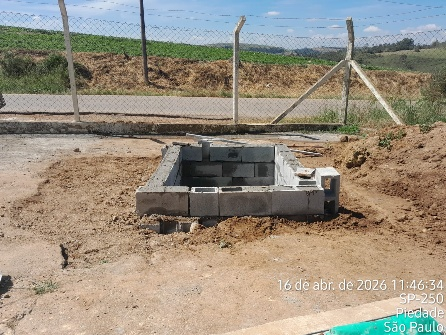 16 de abr. de 2026 11:46:34
SP-250
Piedade
São Paulo